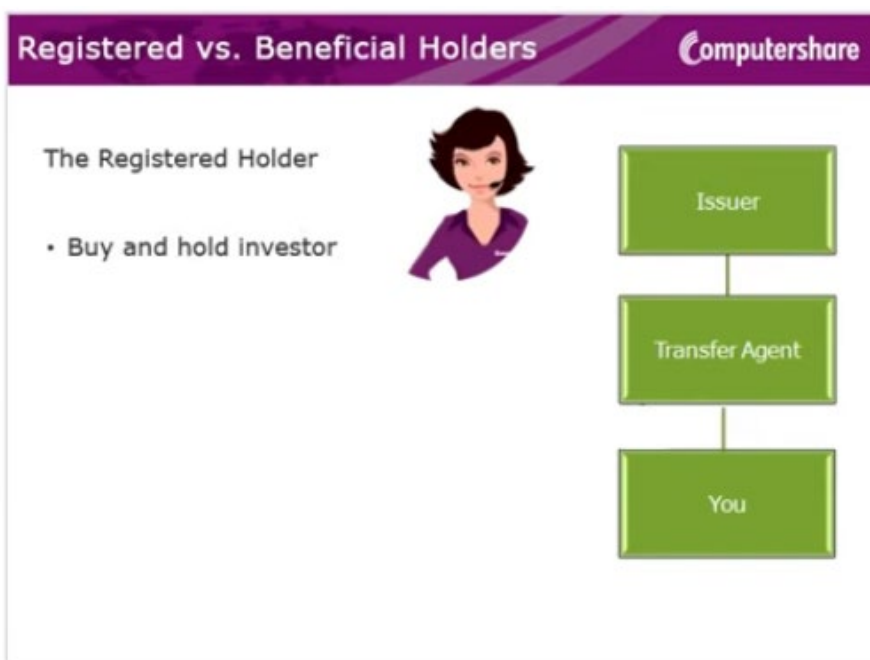 Registered vs. Beneficial Holders
Computershare
The Registered Holder
• Buy and hold investor
Issuer
Transfer Agent
You